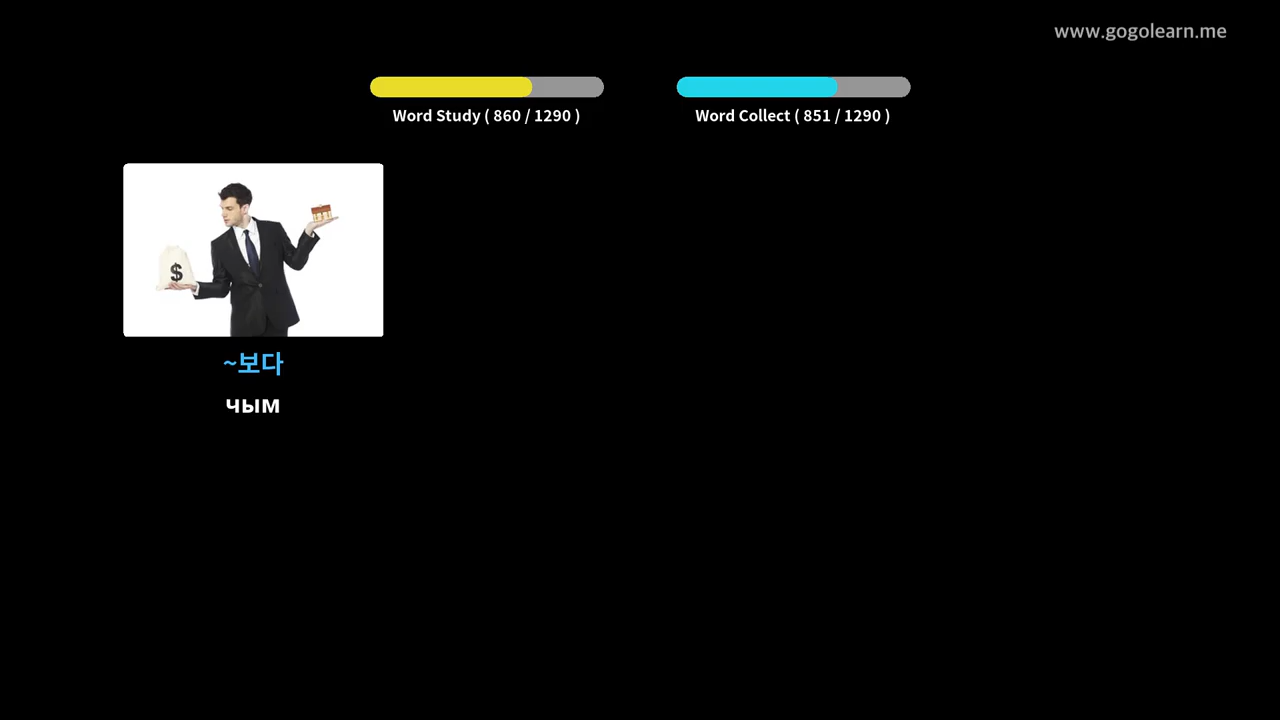 www.gogolearn.me
Word Study ( 860 / 1290 )
Word Collect ( 851 / 1290 )
$
~보다
чым